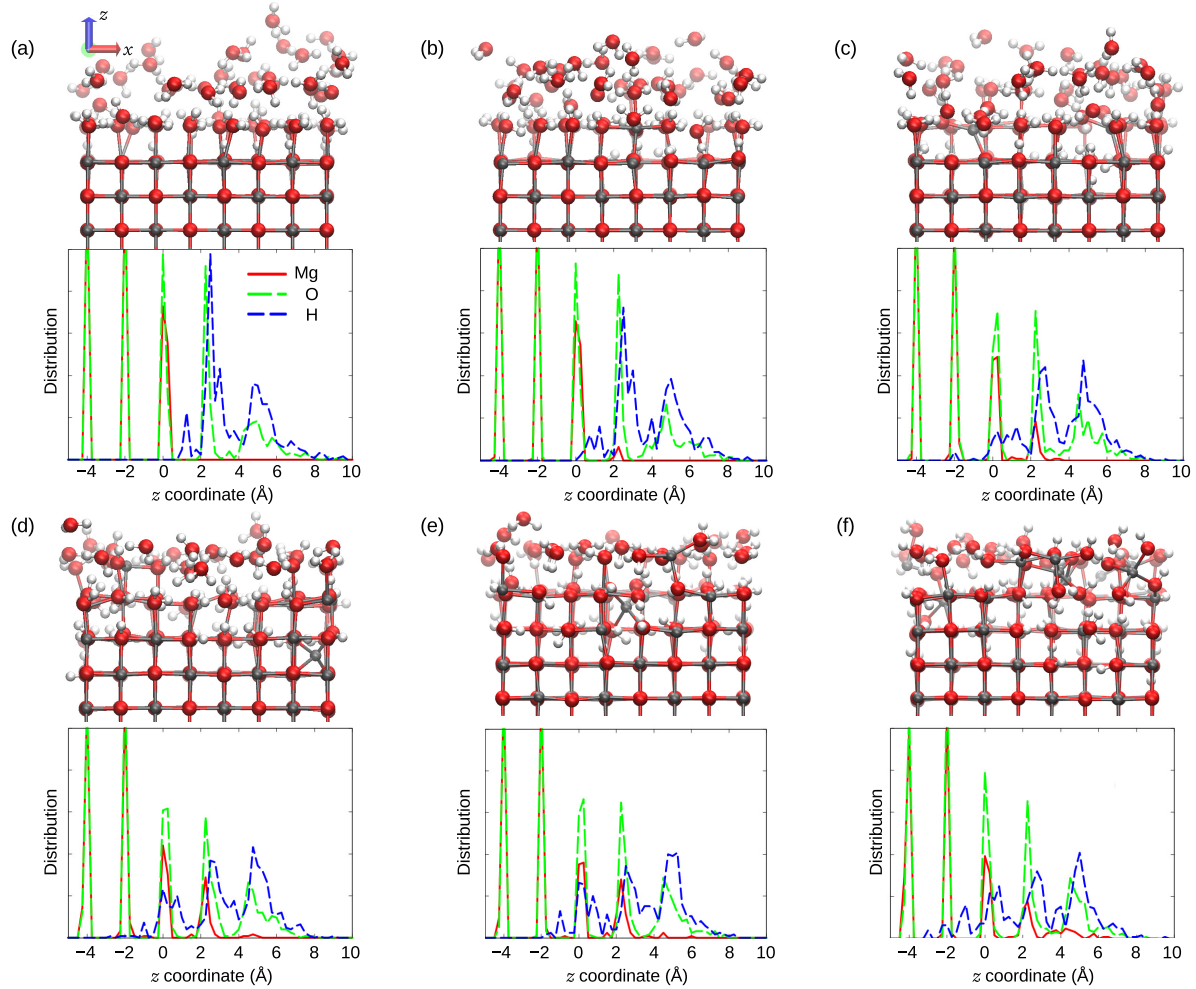 (a)
z
x
(b)
(c)
Mg
O
H
Distribution
−4 −2 0 2 4 6 8 10
z coordinate (Å)
Distribution
−4 −2 0 2 4 6 8 10
z coordinate (Å)
Distribution
−4 −2 0 2 4 6 8 10
z coordinate (Å)
(d)
(e)
(f)
Distribution
−4 −2 0 2 4 6 8 10
z coordinate (Å)
Distribution
−4 −2 0 2 4 6 8 10
z coordinate (Å)
Distribution
−4 −2 0 2 4 6 8 10
z coordinate (Å)